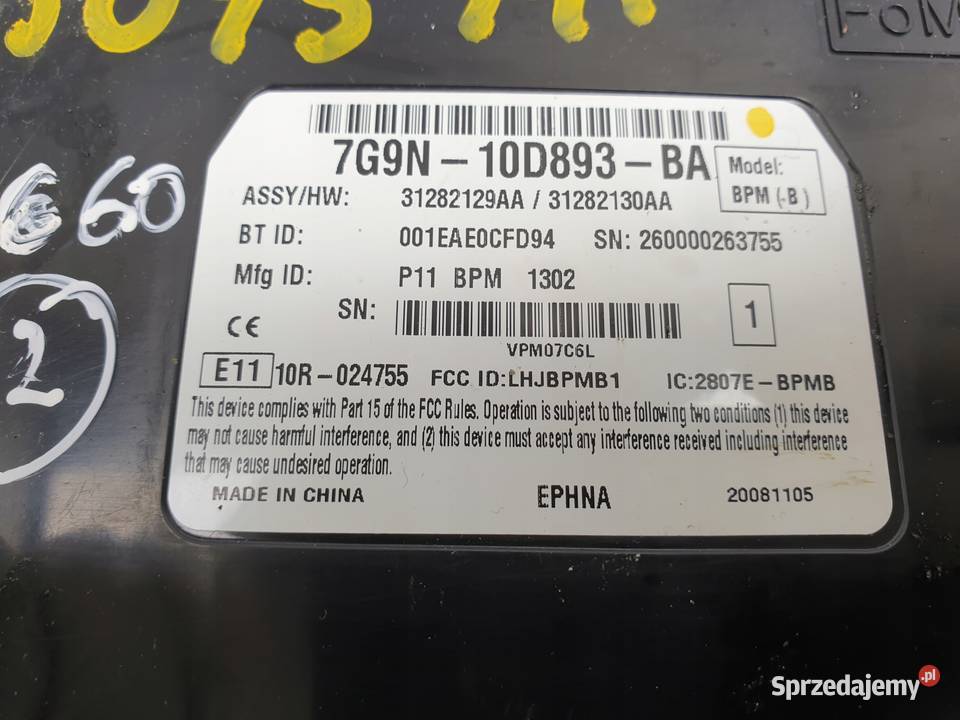 7G9N-10D893-BA
Model:
BPM (-B)
ASSY/HW: 31282129AA / 31282130AA
BT ID: 001EAE0CFD94 SN: 260000263755
Mfg ID: P11 BPM 1302
SN:
1
VPM07C6L
CE
E11 10R-024755 FCC ID:LHJBPMB1 IC:2807E-BPMB
This device complies with Part 15 of the FCC Rules. Operation is subject to the following two conditions (1) this device
may not cause harmful interference, and (2) this device must accept any interference received including interference
that may cause undesired operation.
MADE IN CHINA EPHNA 20081105
660
2
Sprzedajemy.pl